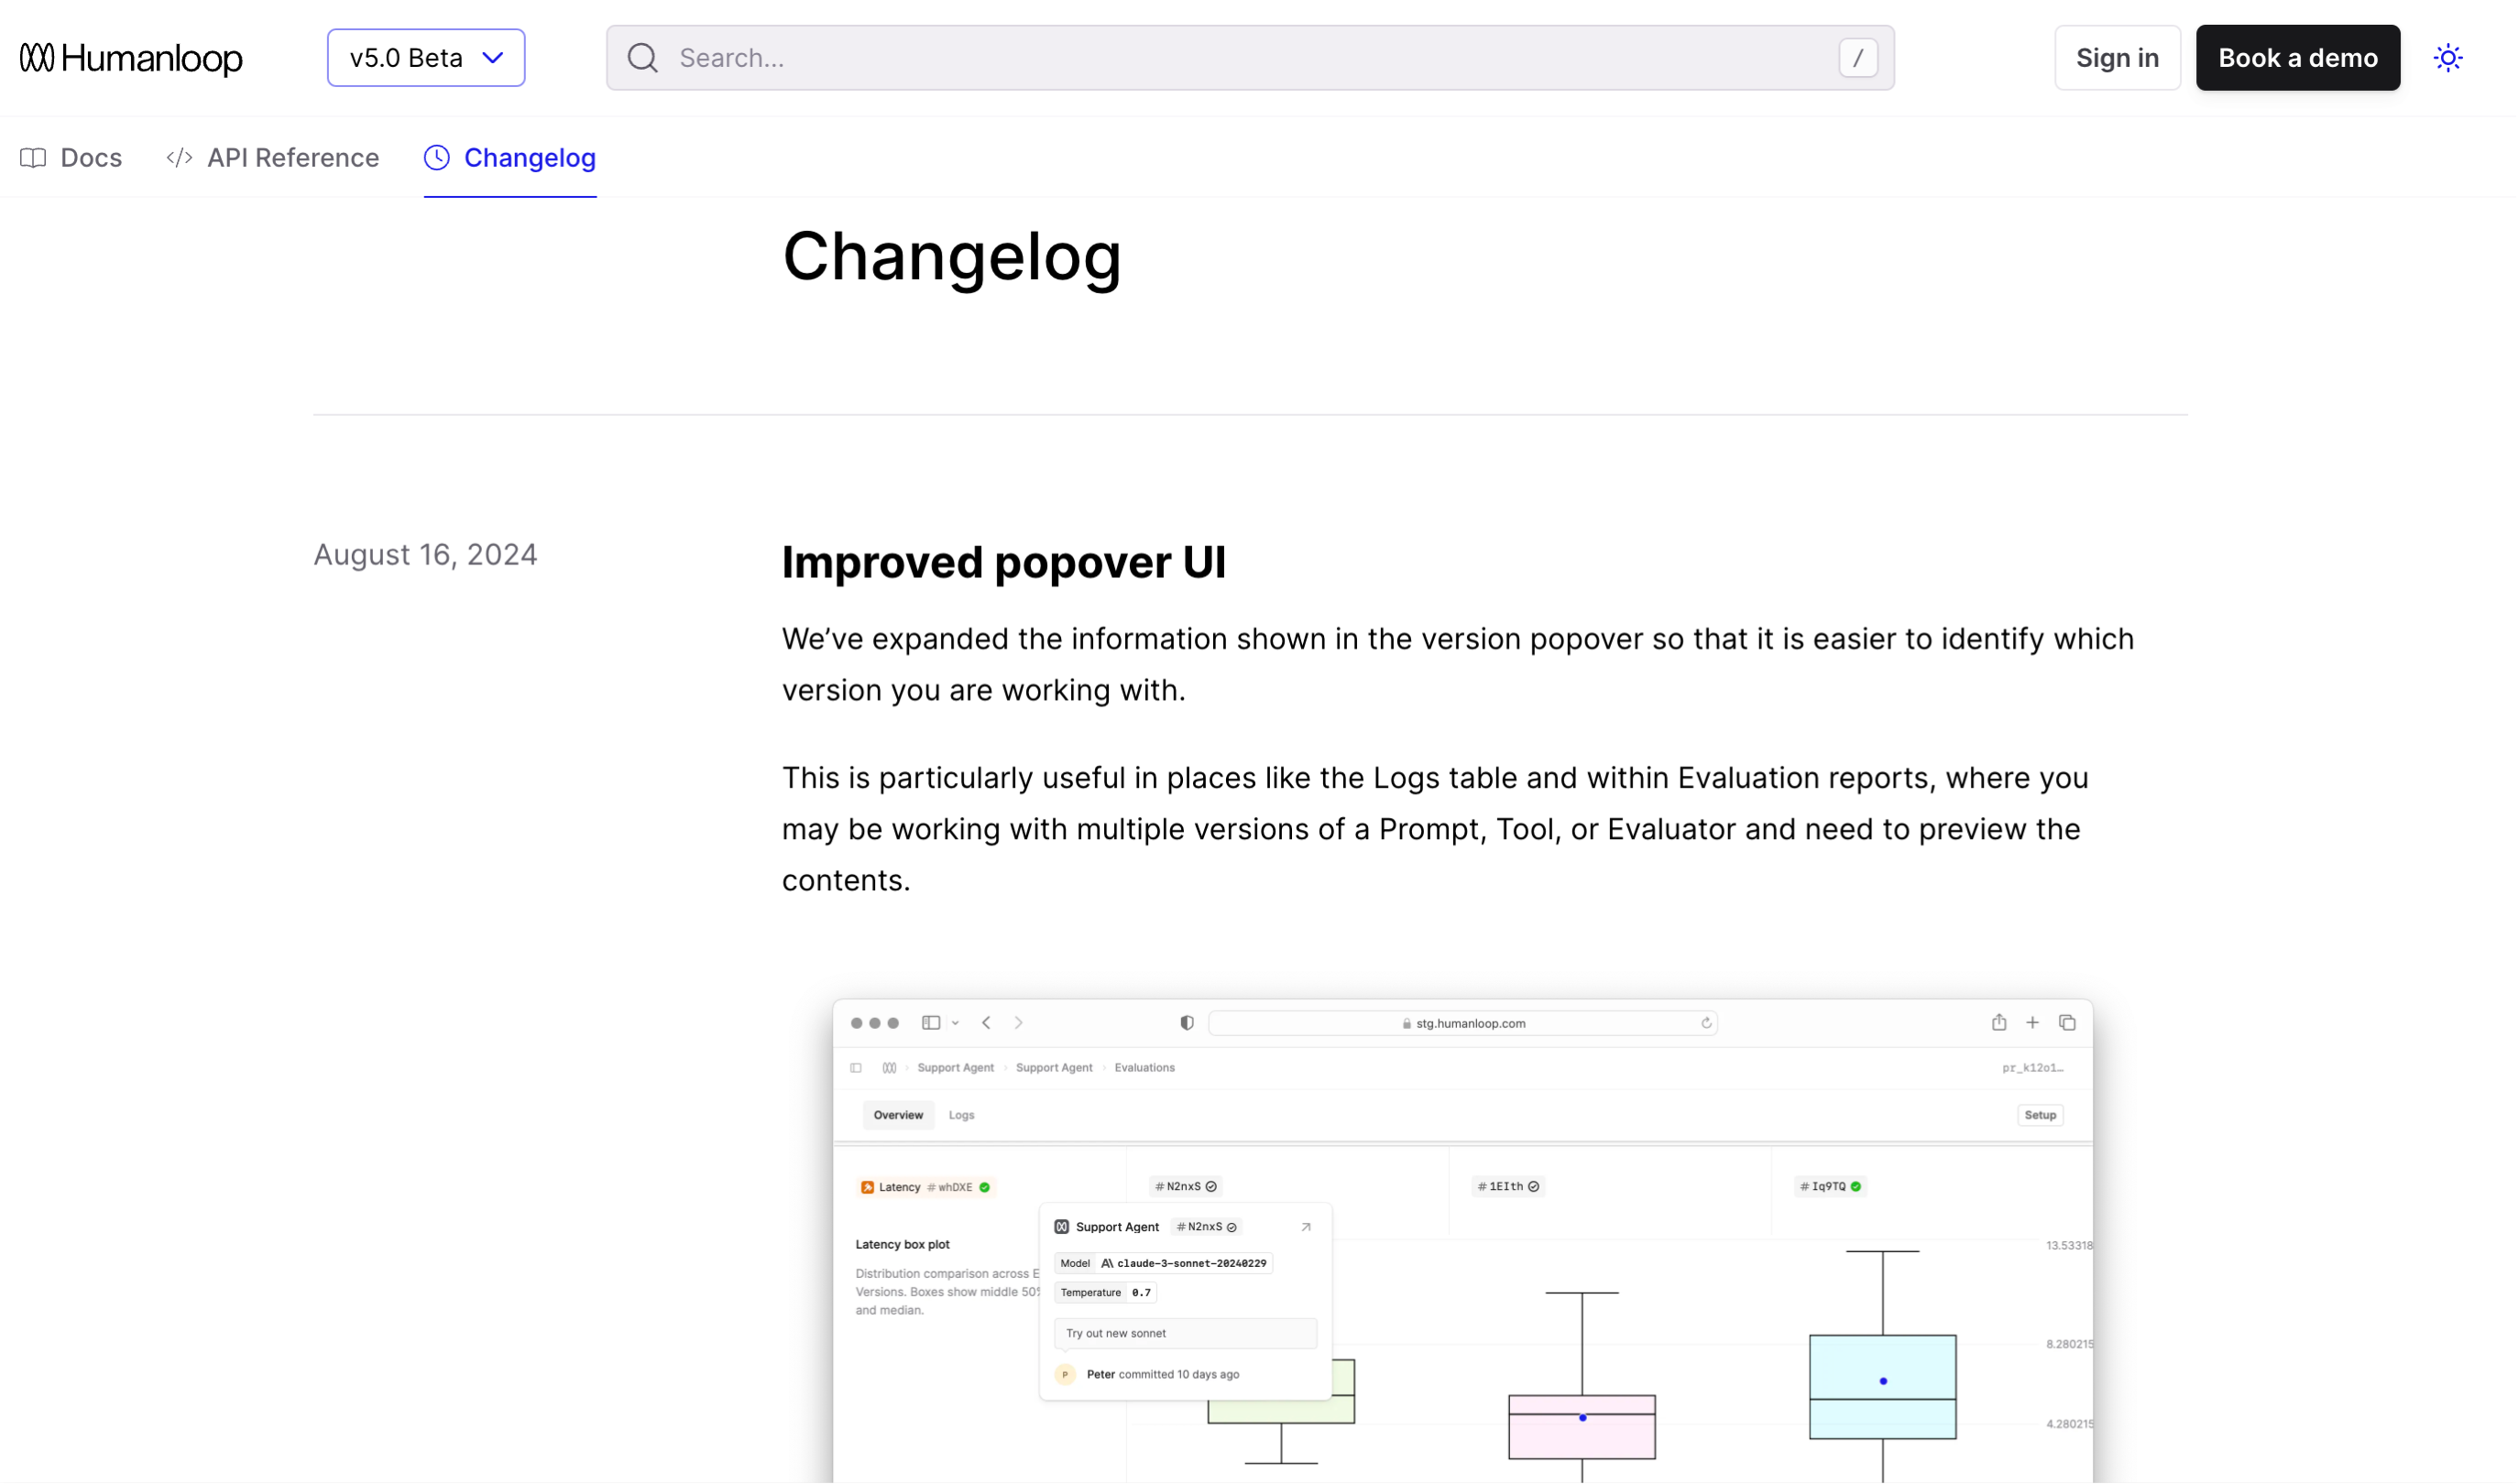 Humanloop
v5.0 Beta
Search...
/
Sign in
Book a demo
Docs
</> API Reference
Changelog
Changelog
August 16, 2024
Improved popover UI
We’ve expanded the information shown in the version popover so that it is easier to identify which
version you are working with.
This is particularly useful in places like the Logs table and within Evaluation reports, where you
may be working with multiple versions of a Prompt, Tool, or Evaluator and need to preview the
contents.
stg.humanloop.com
Support Agent › Support Agent › Evaluations
pr_k12o1…
Overview
Logs
Setup
Latency # whDXE
# N2nxS
# 1EIth
# Iq9TQ
Support Agent # N2nxS
Model claude-3-sonnet-20240229
Temperature 0.7
Try out new sonnet
P
Peter committed 10 days ago
Latency box plot
Distribution comparison across E
Versions. Boxes show middle 50%
and median.
13.53318
8.280215
4.280215